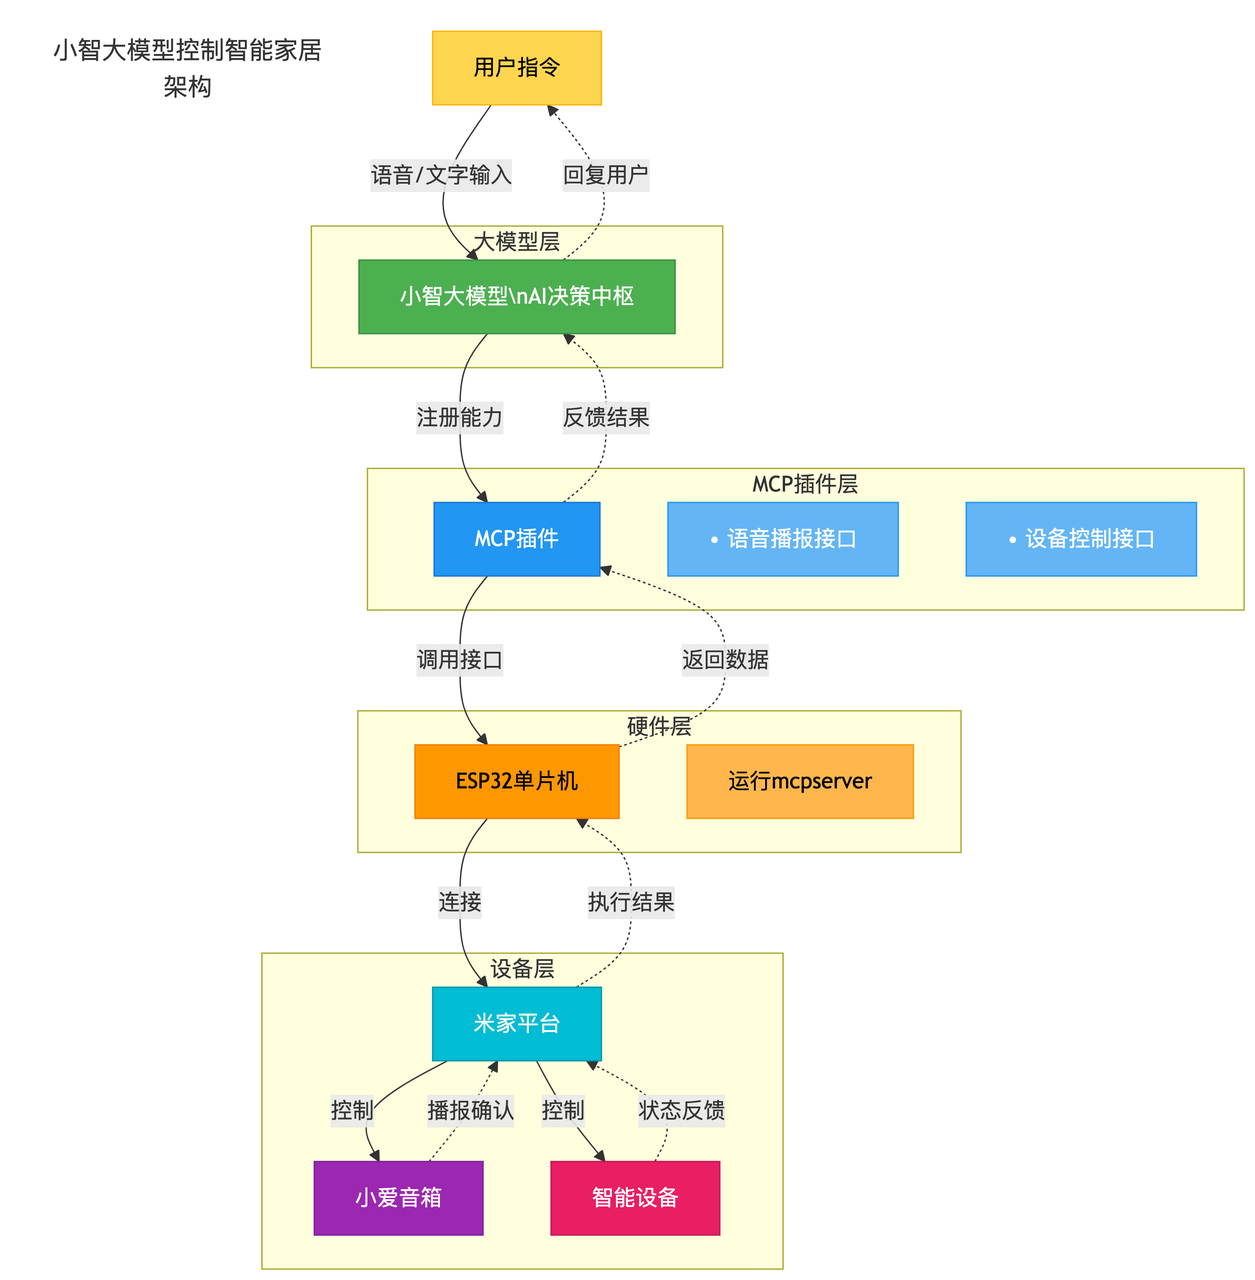 小智大模型控制智能家居
架构
用户指令
语音/文字输入
回复用户
大模型层
小智大模型\nAI决策中枢
注册能力
反馈结果
MCP插件层
MCP插件
• 语音播报接口
• 设备控制接口
调用接口
返回数据
硬件层
ESP32单片机
运行mcpserver
连接
执行结果
设备层
米家平台
控制
播报确认
控制
状态反馈
小爱音箱
智能设备